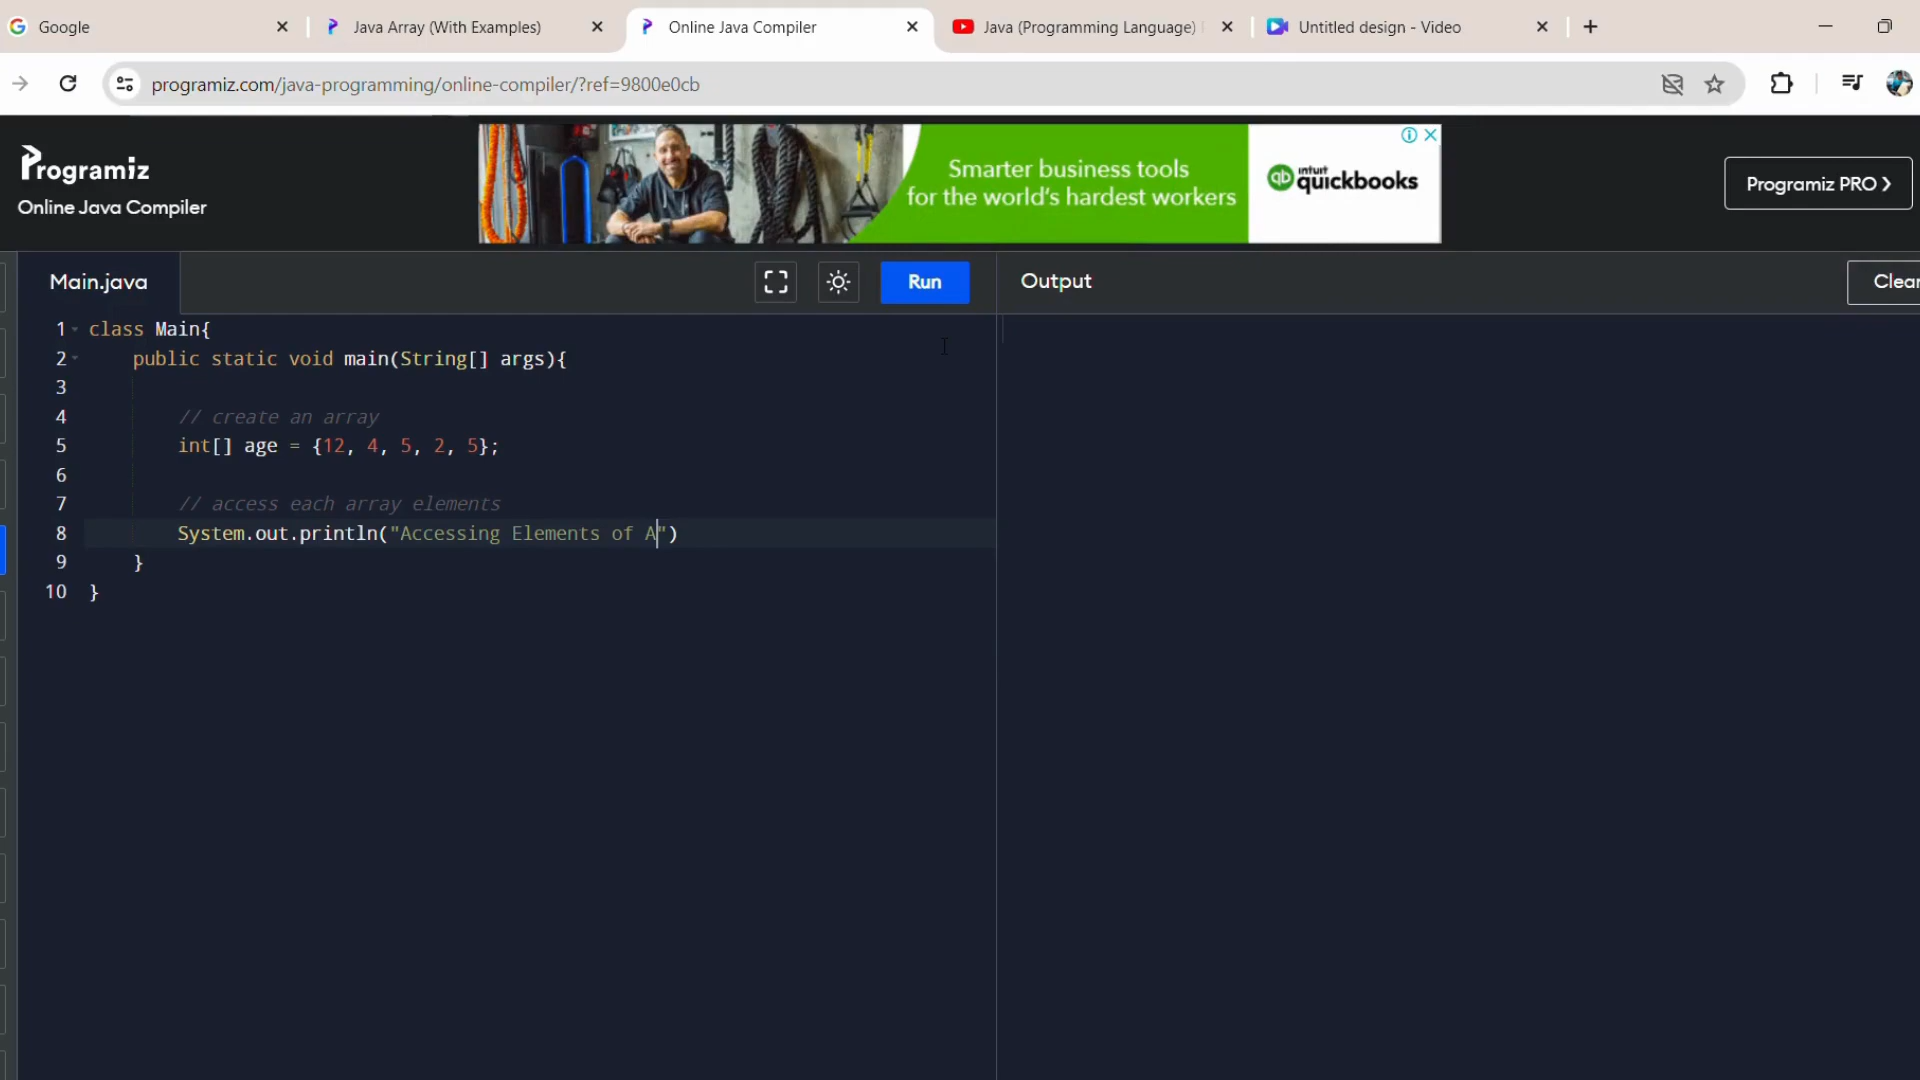 Google
Java Array (With Examples)
Online Java Compiler
Java (Programming Language)
Untitled design - Video
programiz.com/java-programming/online-compiler/?ref=9800e0cb
Programiz
Online Java Compiler
Smarter business tools
for the world's hardest workers
qb intuit quickbooks
Programiz PRO >
Main.java
Run
Output
Clear
1 class Main{
2 public static void main(String[] args){
3
4 // create an array
5 int[] age = {12, 4, 5, 2, 5};
6
7 // access each array elements
8 System.out.println("Accessing Elements of A")
9 }
10 }